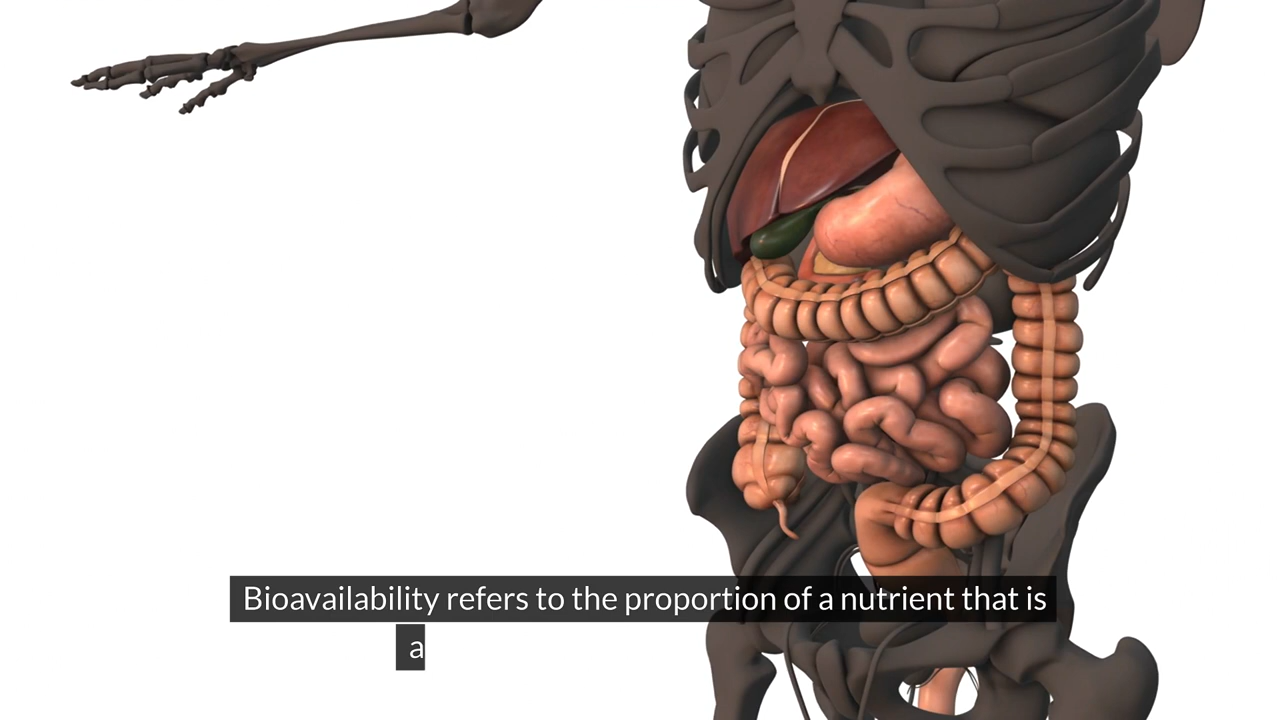 Bioavailability refers to the proportion of a nutrient that is
a